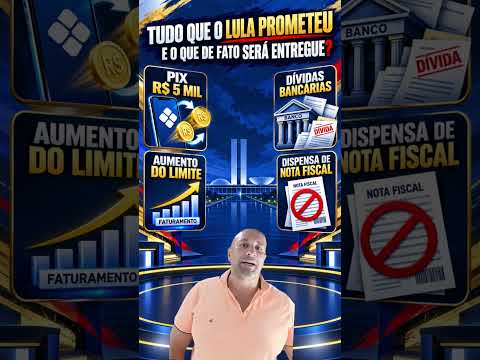 TUDO QUE O LULA PROMETEU
E O QUE DE FATO SERÁ ENTREGUE?
PIX
R$ 5 MIL
R$
R$
DÍVIDAS
BANCÁRIAS
BANCO
DÍVIDA
AUMENTO
DO LIMITE
FATURAMENTO
DISPENSA DE
NOTA FISCAL
NOTA FISCAL
AUMENTO
DO LIMITE
FATURAMENTO
DISPENSA DE
NOTA FISCAL
NOTA FISCAL
R$
BANCO
DÍVIDA